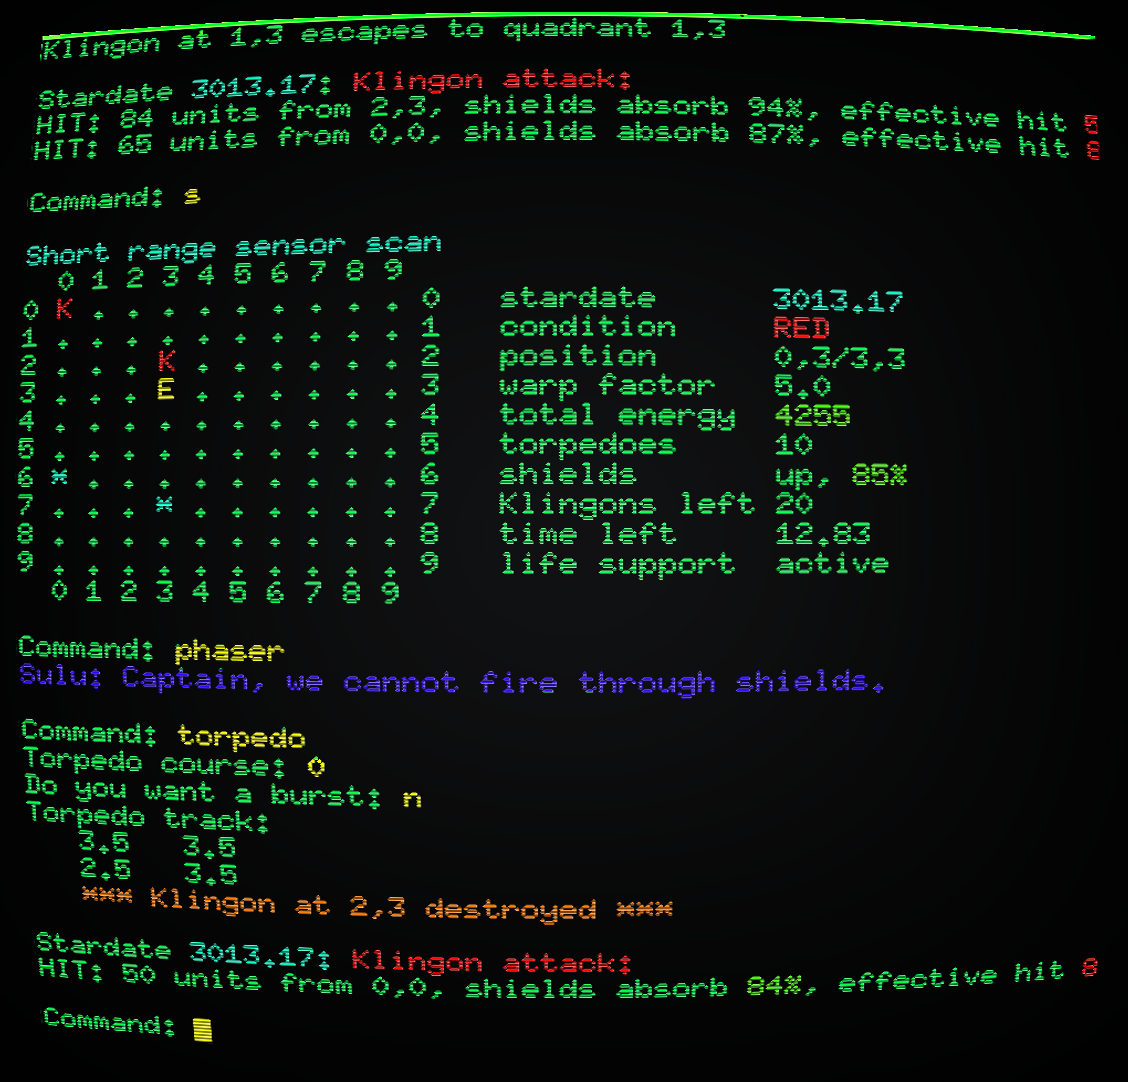 Klingon at 1,3 escapes to quadrant 1,3
Stardate 3013.17: Klingon attack:
HIT: 84 units from 2,3, shields absorb 94%, effective hit 5
HIT: 65 units from 0,0, shields absorb 87%, effective hit 8
Command: s
Short range sensor scan
0 1 2 3 4 5 6 7 8 9
0 K . . . . . . . . . 0 stardate 3013.17
1 . . . . . . . . . . 1 condition RED
2 . . . K . . . . . . 2 position 0,3/3,3
3 . . . E . . . . . . 3 warp factor 5.0
4 . . . . . . . . . . 4 total energy 4255
5 . . . . . . . . . . 5 torpedoes 10
6 * . . . . . . . . . 6 shields up, 85%
7 . . . * . . . . . . 7 Klingons left 20
8 . . . . . . . . . . 8 time left 12.83
9 . . . . . . . . . . 9 life support active
0 1 2 3 4 5 6 7 8 9
Command: phaser
Sulu: Captain, we cannot fire through shields.
Command: torpedo
Torpedo course: 0
Do you want a burst: n
Torpedo track:
3.5 3.5
2.5 3.5
*** Klingon at 2,3 destroyed ***
Stardate 3013.17: Klingon attack:
HIT: 50 units from 0,0, shields absorb 84%, effective hit 8
Command: